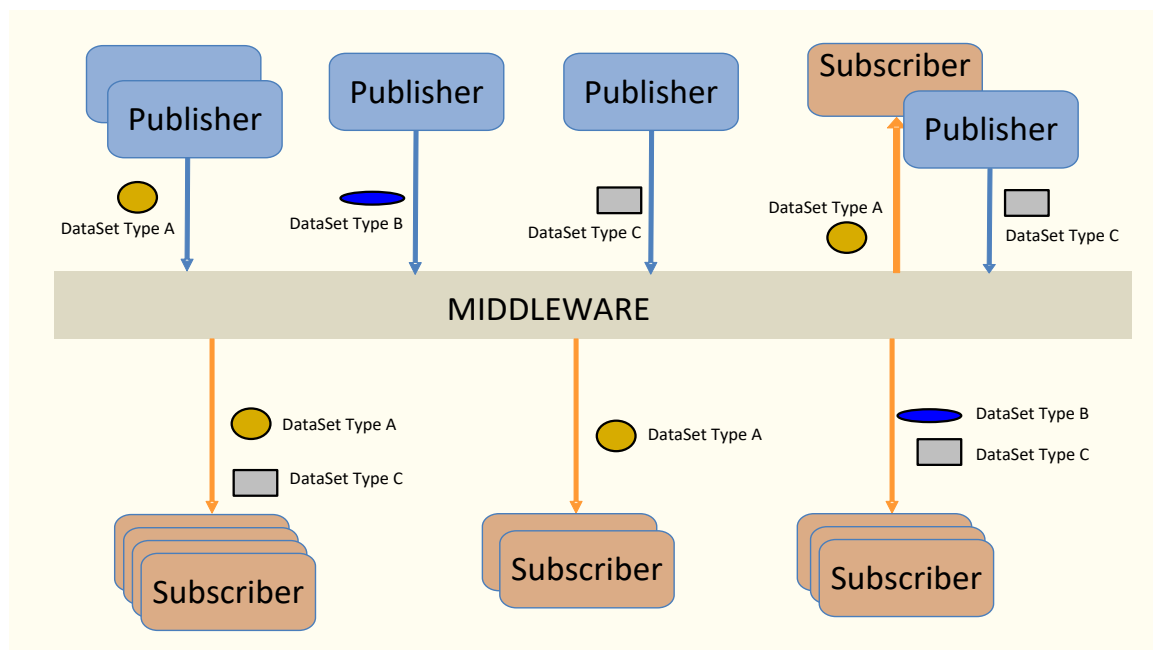 Publisher
Publisher
Publisher
Subscriber
Publisher
DataSet Type A
DataSet Type B
DataSet Type C
DataSet Type A
DataSet Type C
MIDDLEWARE
DataSet Type A
DataSet Type C
DataSet Type A
DataSet Type B
DataSet Type C
Subscriber
Subscriber
Subscriber